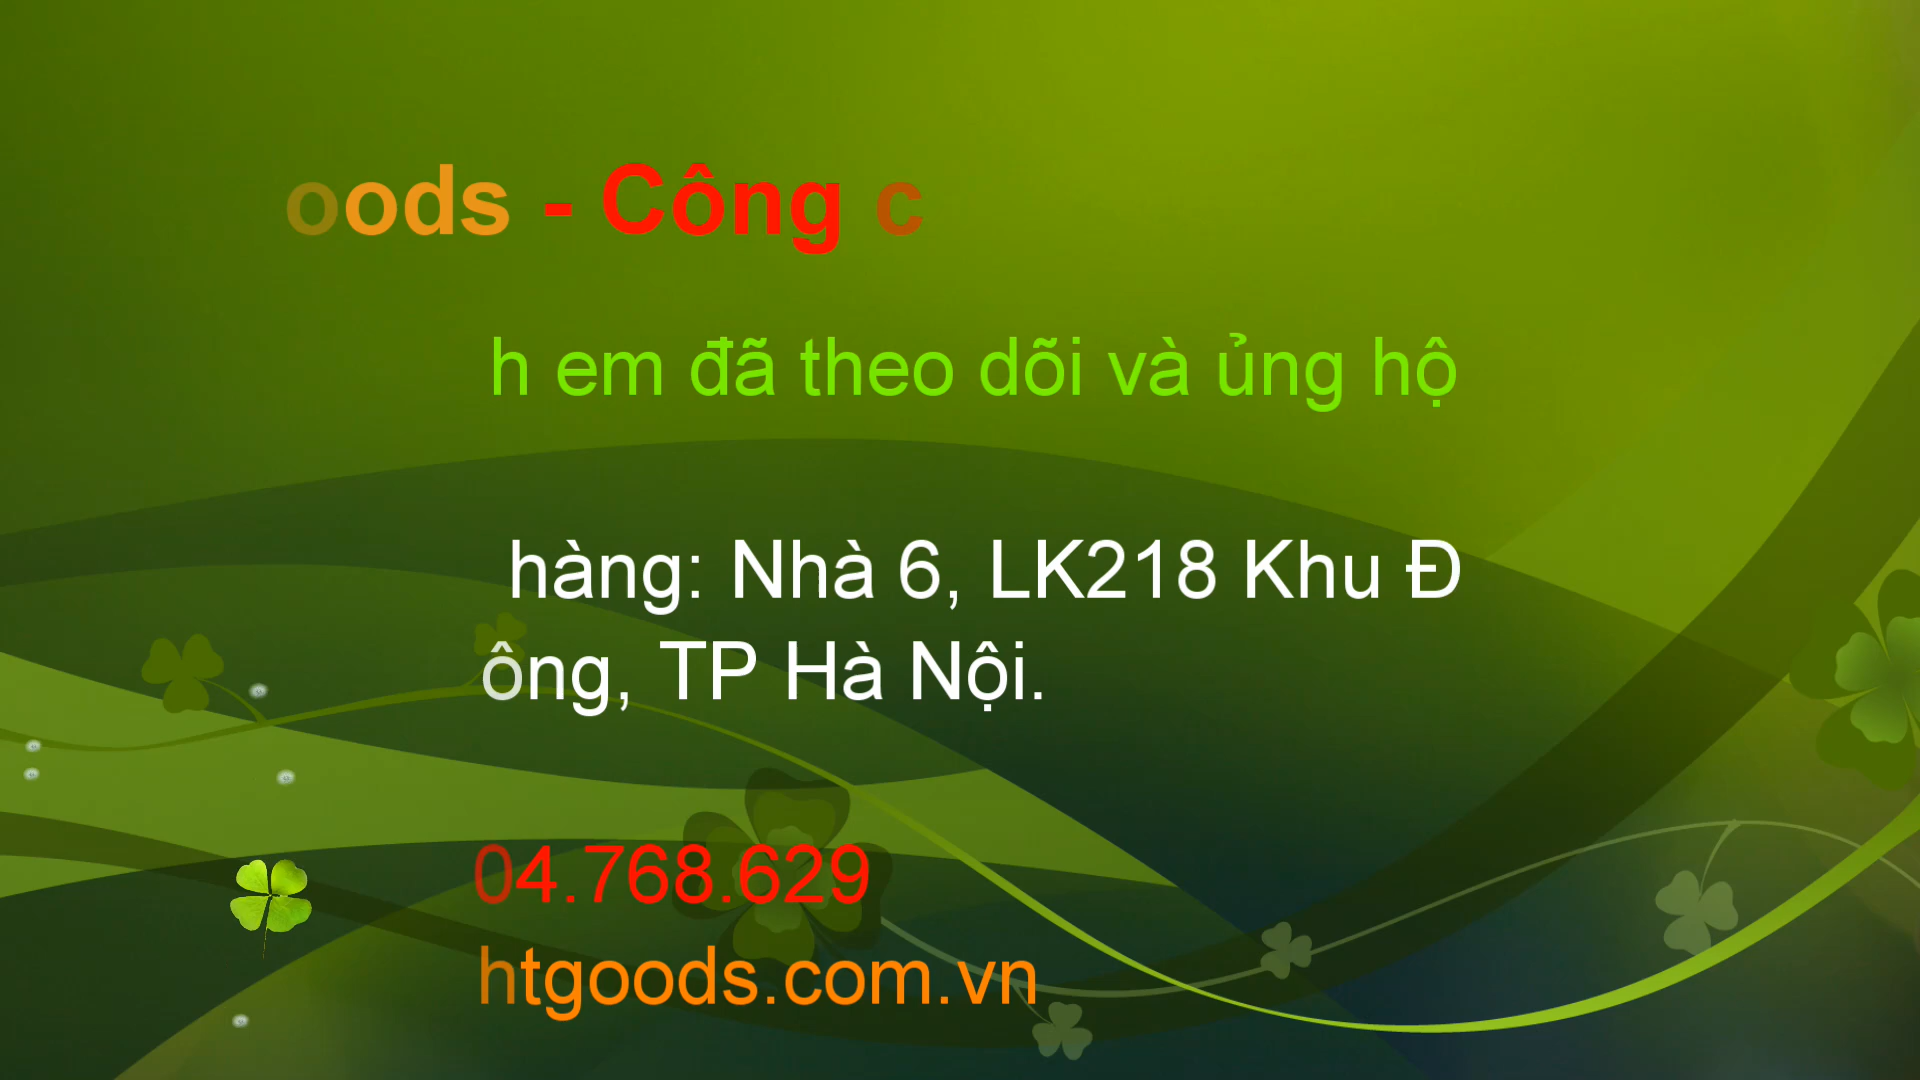 oods - Công c
h em đã theo dõi và ủng hộ
hàng: Nhà 6, LK218 Khu Đ
ông, TP Hà Nội.
04.768.629
htgoods.com.vn